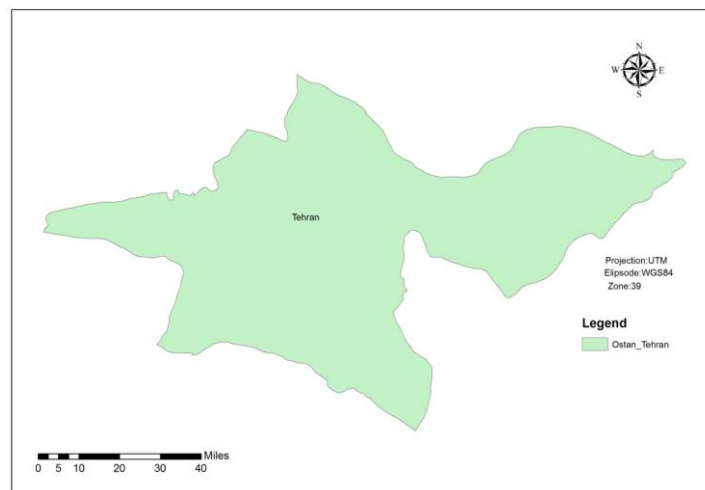 N
W E
S
Tehran
Projection:UTM
Elipsode:WGS84
Zone:39
Legend
Ostan_Tehran
Miles
0 5 10 20 30 40